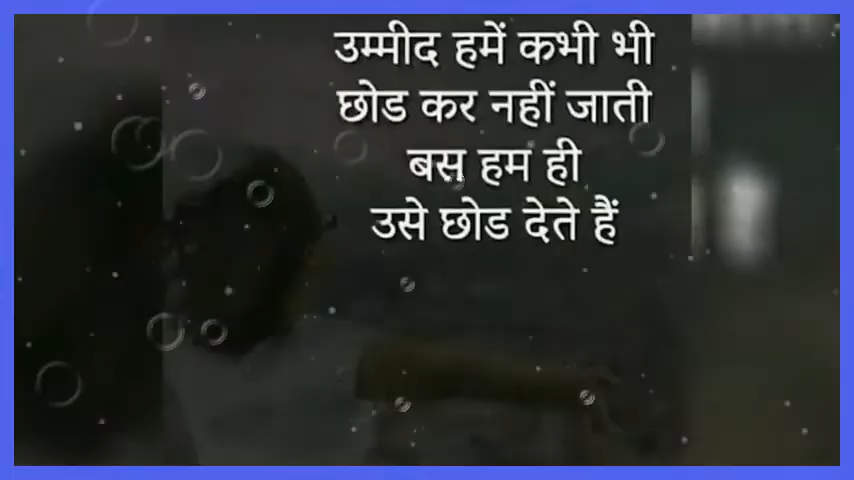 उम्मीद हमें कभी भी
छोड कर नहीं जाती
बस हम ही
उसे छोड देते हैं